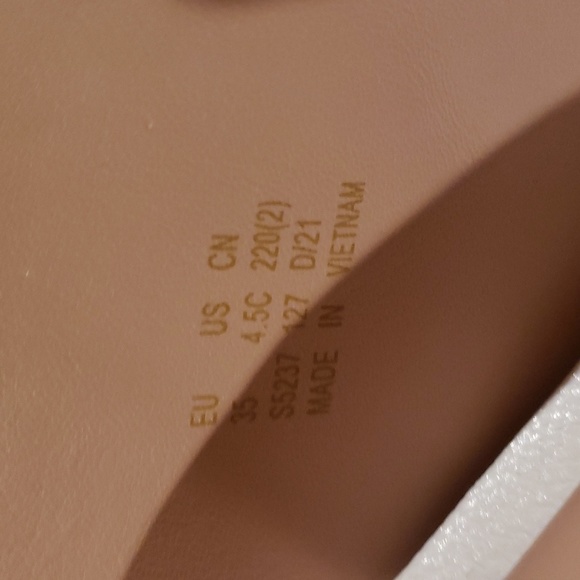 EU US CN
35 4.5C 220(2)
S5237 127 D/21
MADE IN VIETNAM